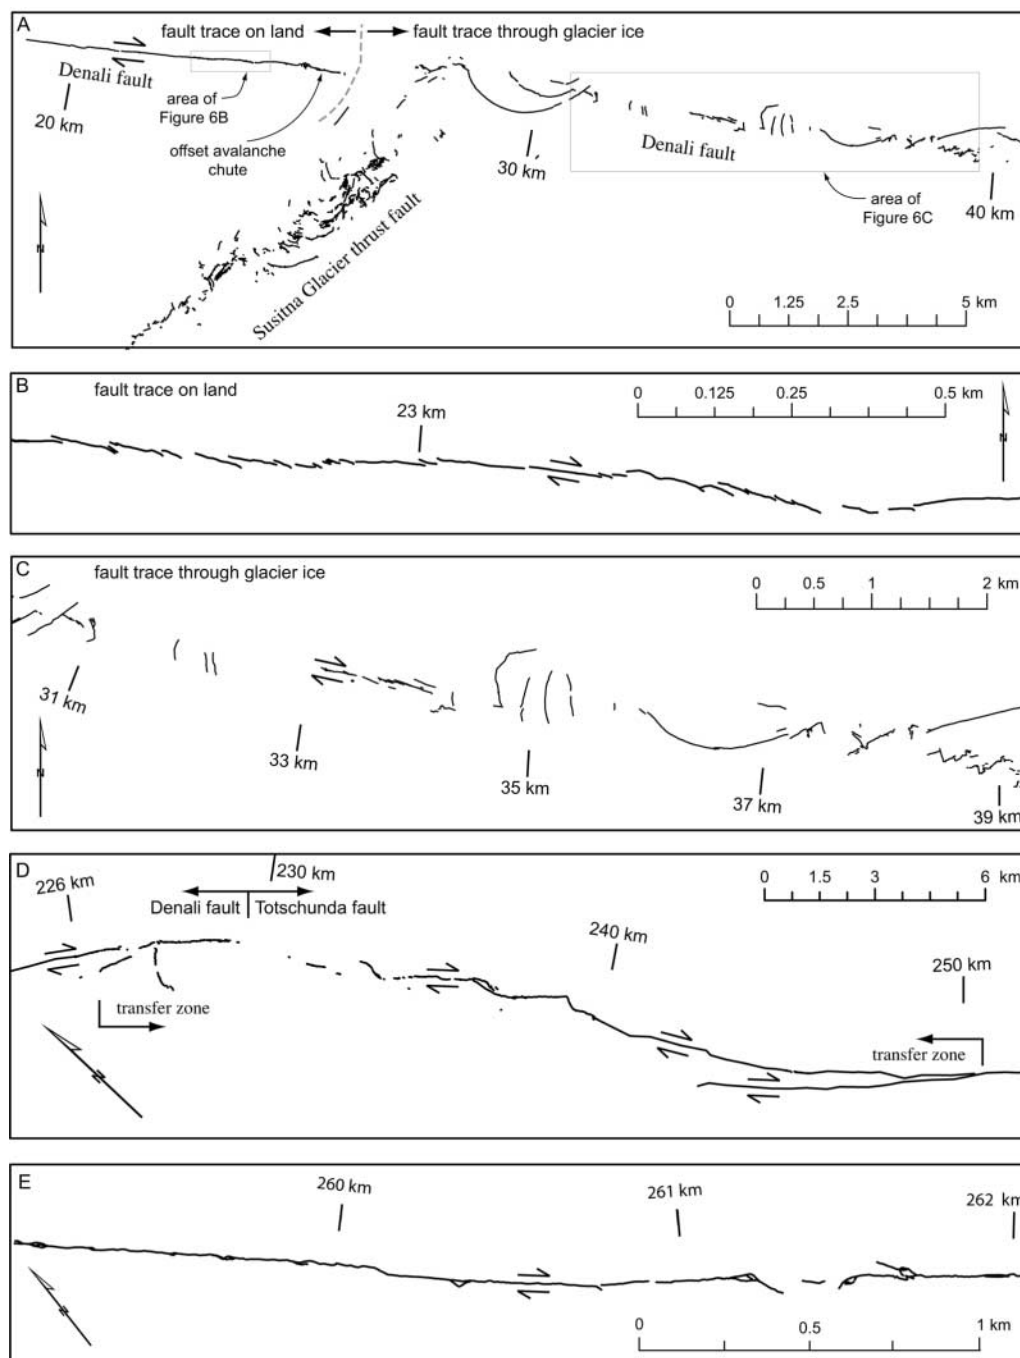 A
fault trace on land
fault trace through glacier ice
Denali fault
20 km
area of
Figure 6B
offset avalanche
chute
30 km
Denali fault
area of
Figure 6C
40 km
Susitna Glacier thrust fault
N
0 1.25 2.5 5 km
B
fault trace on land
23 km
0 0.125 0.25 0.5 km
N
C
fault trace through glacier ice
0 0.5 1 2 km
31 km
33 km
35 km
37 km
39 km
N
D
226 km
230 km
Denali fault
Totschunda fault
0 1.5 3 6 km
240 km
250 km
transfer zone
transfer zone
N
E
260 km
261 km
262 km
N
0 0.5 1 km